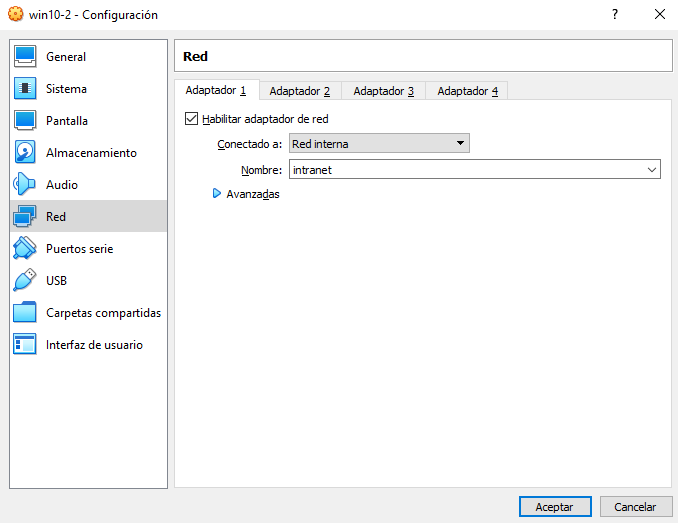 win10-2 - Configuración
?
General
Sistema
Pantalla
Almacenamiento
Audio
Red
Puertos serie
USB
Carpetas compartidas
Interfaz de usuario
Red
Adaptador 1 Adaptador 2 Adaptador 3 Adaptador 4
Habilitar adaptador de red
Conectado a: Red interna
Nombre: intranet
Avanzadas
Aceptar Cancelar